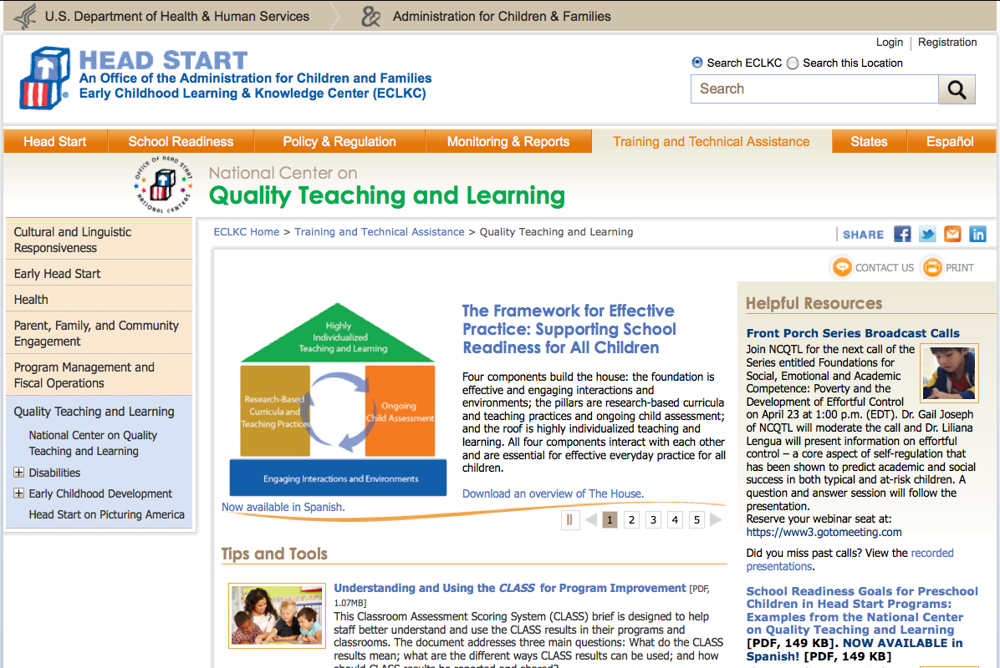 U.S. Department of Health & Human Services
Administration for Children & Families
Login
Registration
HEAD START
An Office of the Administration for Children and Families
Early Childhood Learning & Knowledge Center (ECLKC)
®
Search ECLKC
Search this Location
Search
Head Start
School Readiness
Policy & Regulation
Monitoring & Reports
Training and Technical Assistance
States
Español
OFFICE OF HEAD START
NATIONAL CENTERS
National Center on
Quality Teaching and Learning
Cultural and Linguistic
Responsiveness
Early Head Start
Health
Parent, Family, and Community
Engagement
Program Management and
Fiscal Operations
Quality Teaching and Learning
National Center on Quality
Teaching and Learning
Disabilities
Early Childhood Development
Head Start on Picturing America
ECLKC Home > Training and Technical Assistance > Quality Teaching and Learning
SHARE
CONTACT US
PRINT
Highly
Individualized
Teaching and Learning
Research-Based
Curricula and
Teaching Practices
Ongoing
Child Assessment
Engaging Interactions and Environments
Now available in Spanish.
The Framework for Effective
Practice: Supporting School
Readiness for All Children
Four components build the house: the foundation is
effective and engaging interactions and
environments; the pillars are research-based curricula
and teaching practices and ongoing child assessment;
and the roof is highly individualized teaching and
learning. All four components interact with each other
and are essential for effective everyday practice for all
children.
Download an overview of The House.
1 2 3 4 5
Tips and Tools
Understanding and Using the CLASS for Program Improvement [PDF,
1.07MB]
This Classroom Assessment Scoring System (CLASS) brief is designed to help
staff better understand and use the CLASS results in their programs and
classrooms. The document addresses three main questions: What do the CLASS
results mean; what are the different ways CLASS results can be used; and how
should CLASS results be reported and shared?
Helpful Resources
Front Porch Series Broadcast Calls
Join NCQTL for the next call of the
Series entitled Foundations for
Social, Emotional and Academic
Competence: Poverty and the
Development of Effortful Control
on April 23 at 1:00 p.m. (EDT). Dr. Gail Joseph
of NCQTL will moderate the call and Dr. Liliana
Lengua will present information on effortful
control – a core aspect of self-regulation that
has been shown to predict academic and social
success in both typical and at-risk children. A
question and answer session will follow the
presentation.
Reserve your webinar seat at:
https://www3.gotomeeting.com
Did you miss past calls? View the recorded
presentations.
School Readiness Goals for Preschool
Children in Head Start Programs:
Examples from the National Center
on Quality Teaching and Learning
[PDF, 149 KB]. NOW AVAILABLE in
Spanish! [PDF, 149 KB]